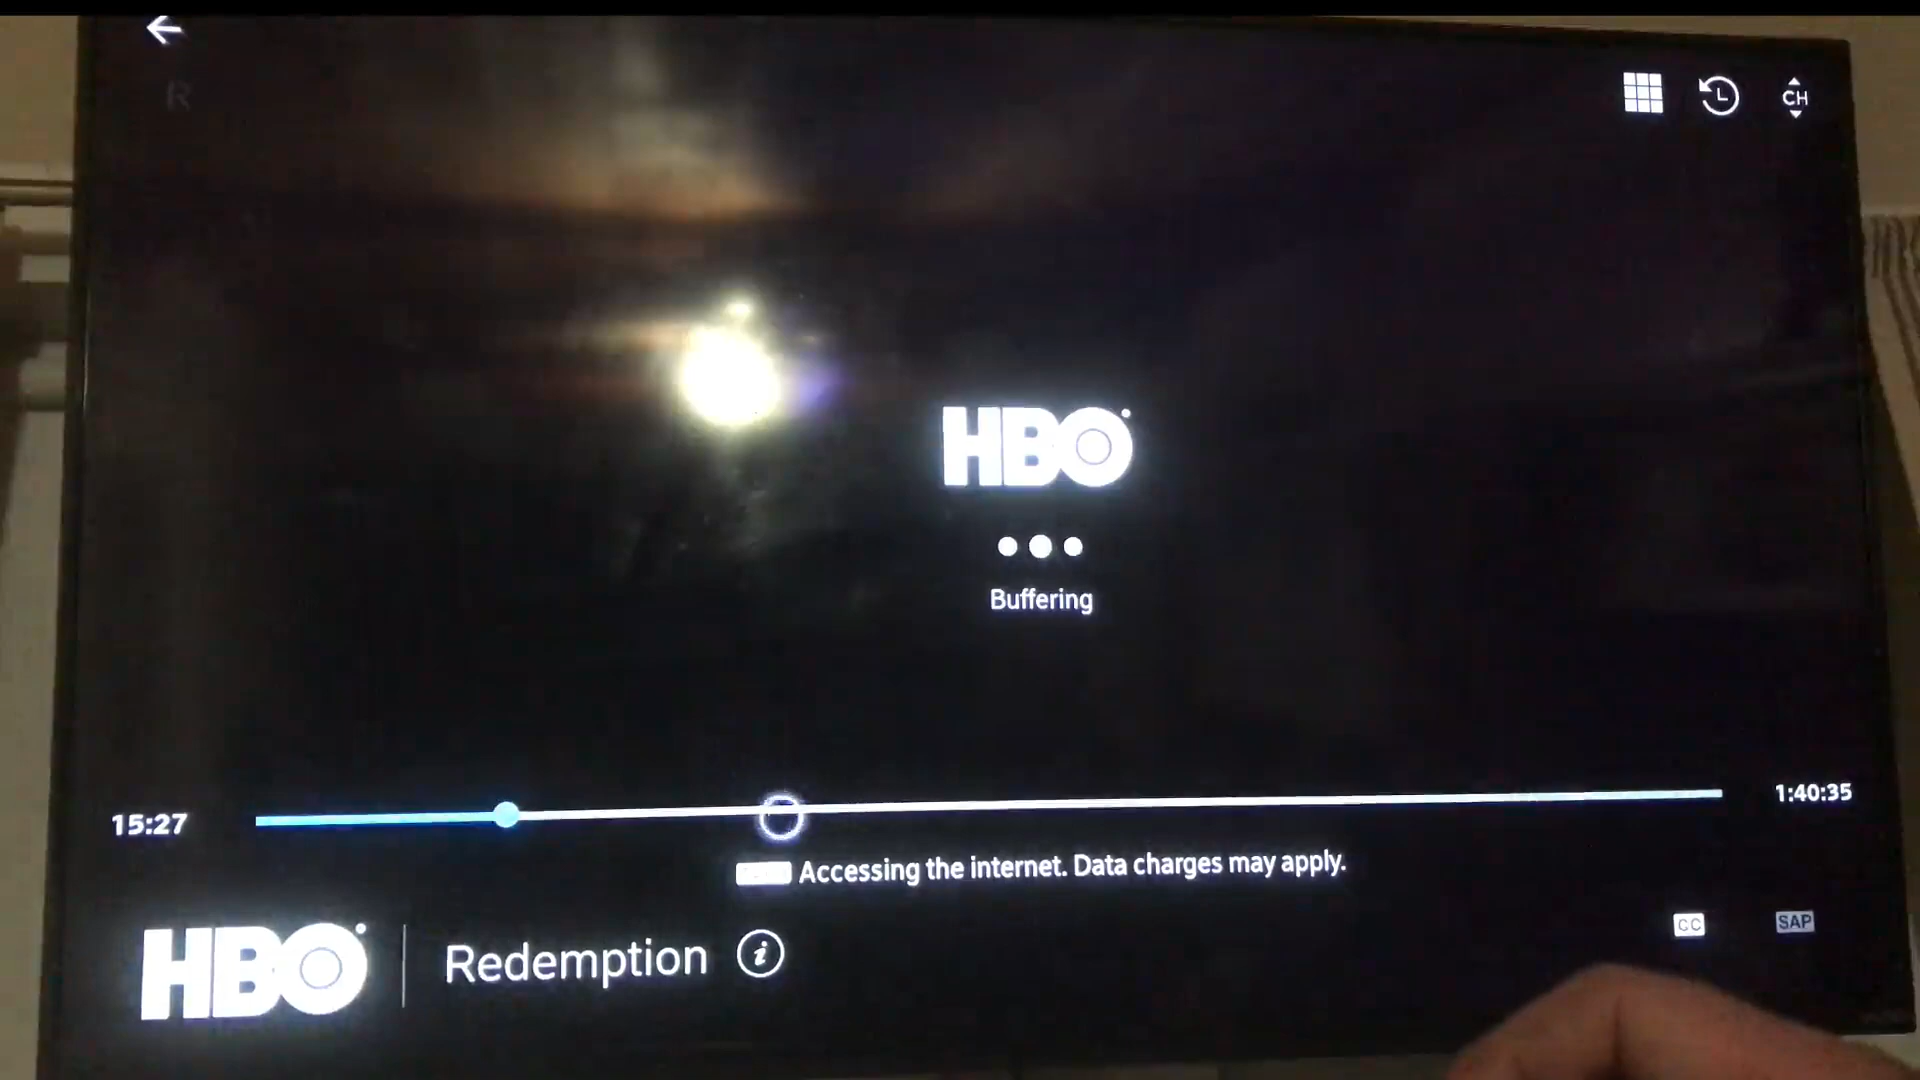 R
CH
HBO
Buffering
15:27
1:40:35
Accessing the internet. Data charges may apply.
CC
SAP
HBO
Redemption
i